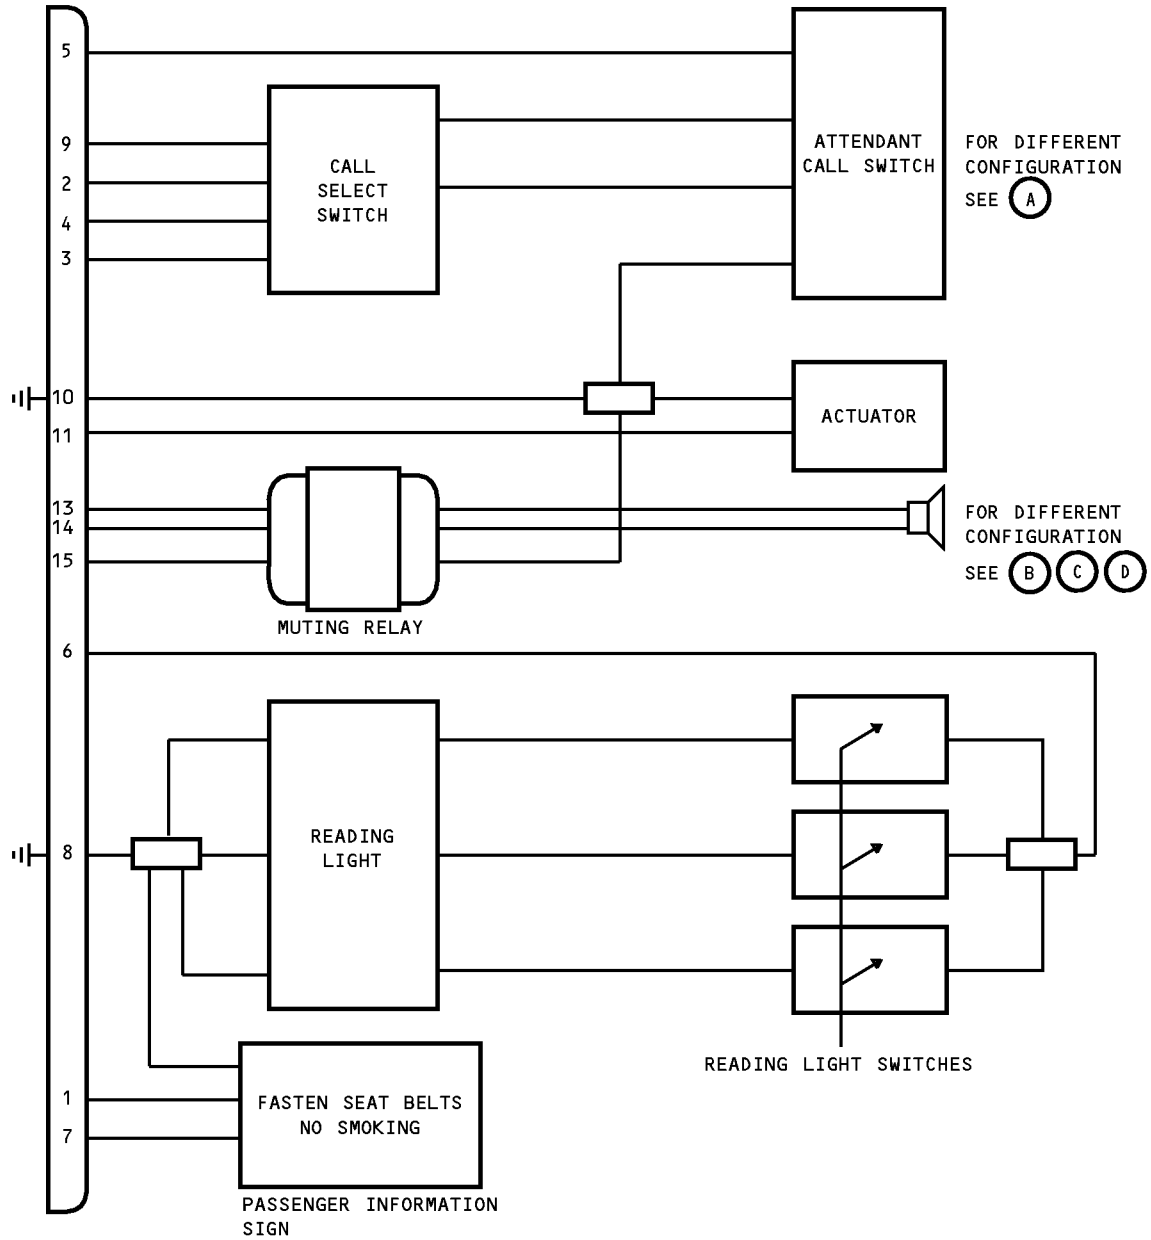 5
9
2
4
3
10
11
13
14
15
6
8
1
7
CALL
SELECT
SWITCH
ATTENDANT
CALL SWITCH
FOR DIFFERENT
CONFIGURATION
SEE A
ACTUATOR
MUTING RELAY
FOR DIFFERENT
CONFIGURATION
SEE B C D
READING
LIGHT
READING LIGHT SWITCHES
FASTEN SEAT BELTS
NO SMOKING
PASSENGER INFORMATION
SIGN